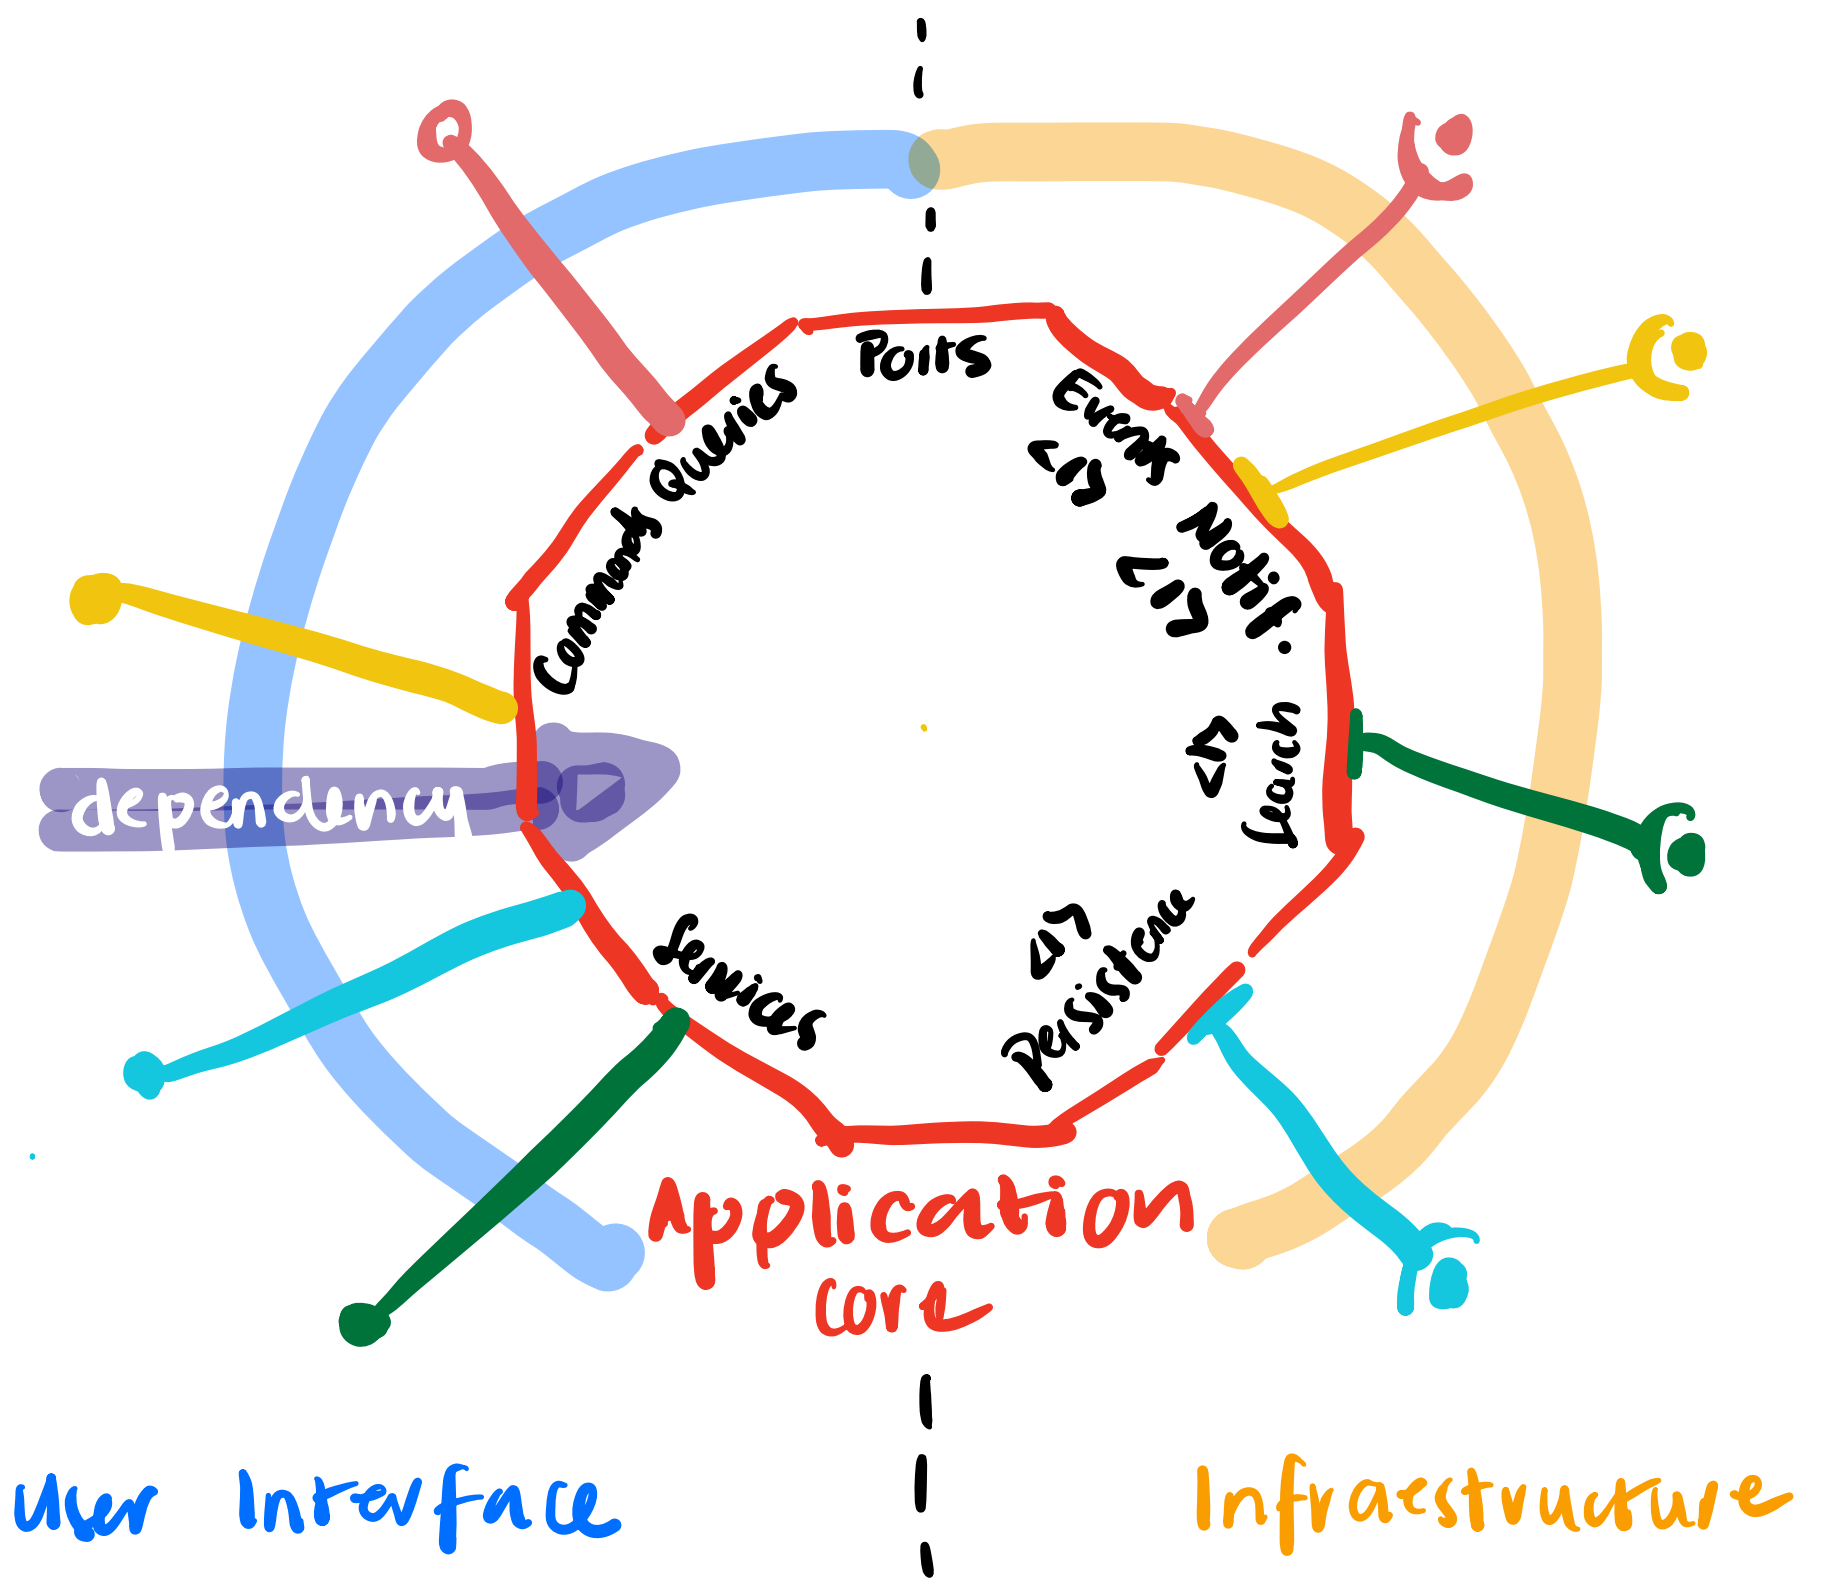 Ports
Queries
Commands
Events
<I>
Notif.
<I>
Search
<I>
dependency
Services
<I>
Persistence
Application
core
User Interface
Infraestructure